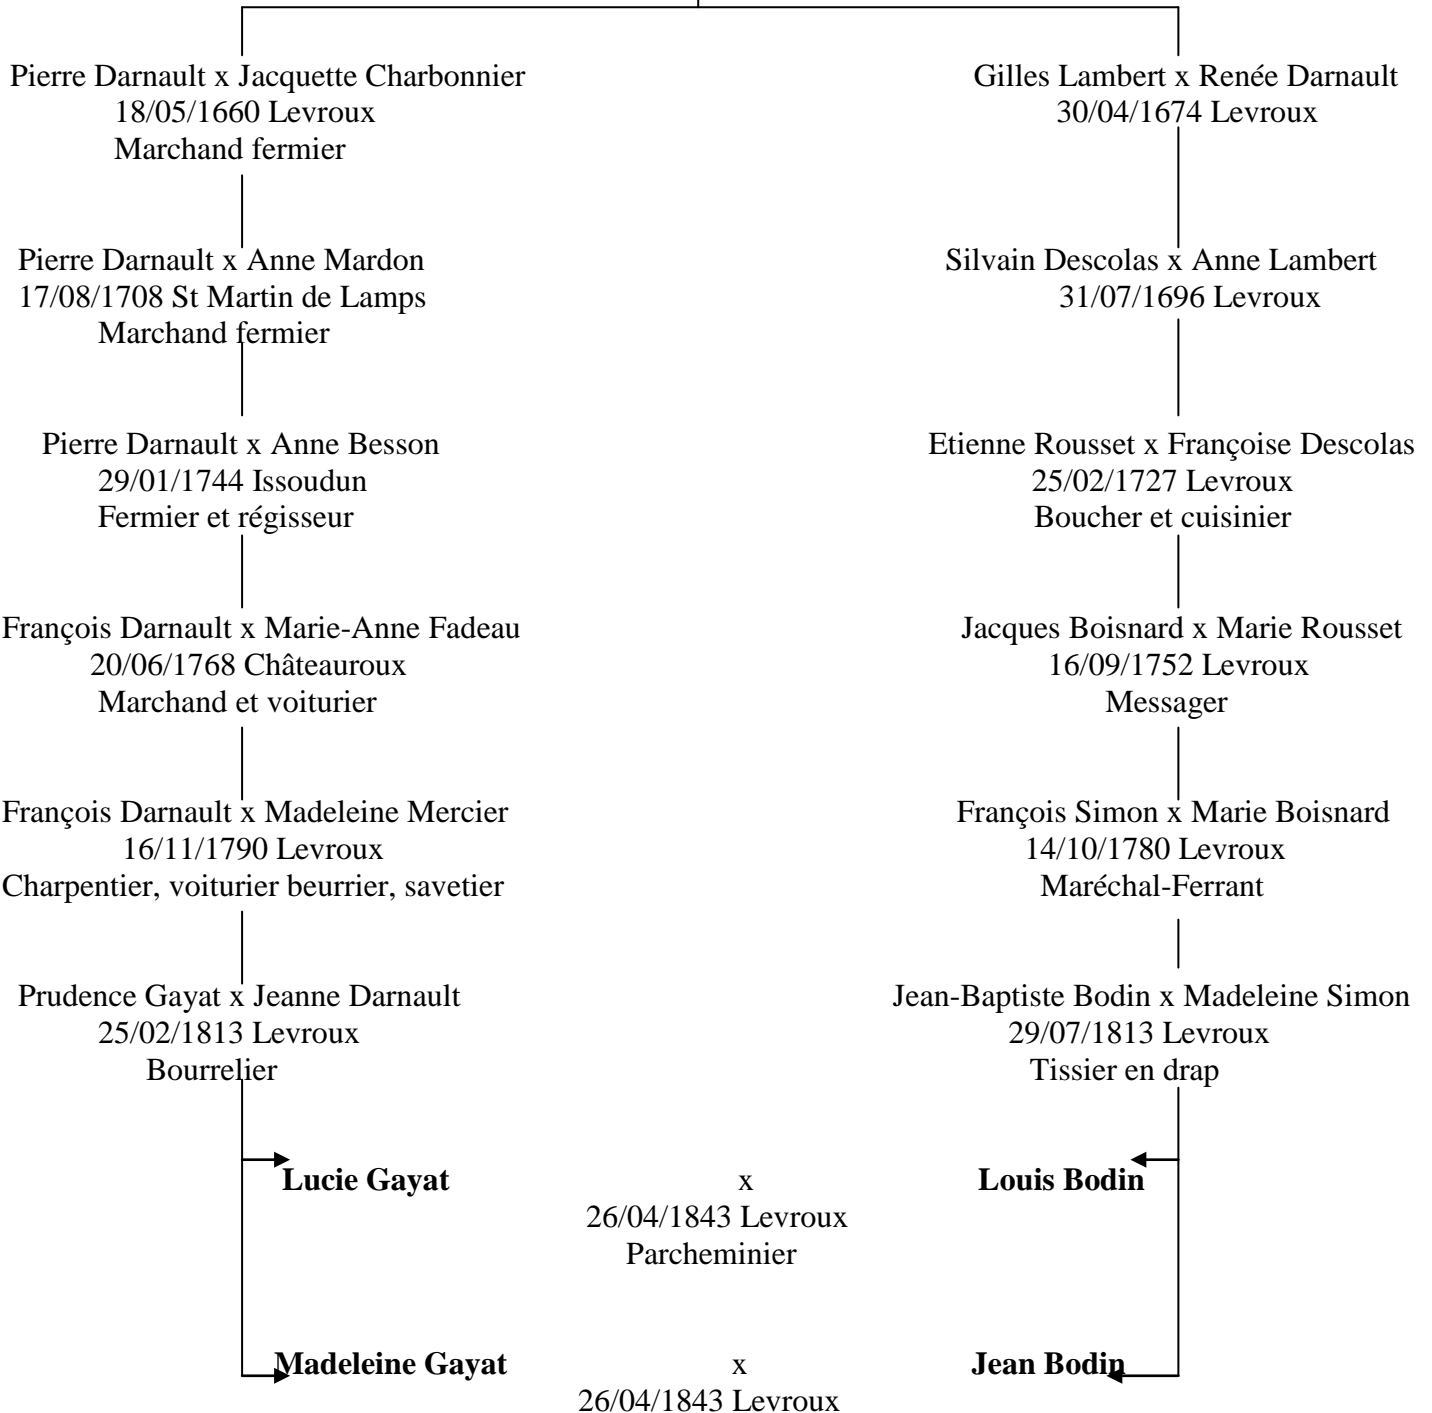 Pierre Darnault x Jacquette Charbonnier
18/05/1660 Levroux
Marchand fermier
Gilles Lambert x Renée Darnault
30/04/1674 Levroux
Pierre Darnault x Anne Mardon
17/08/1708 St Martin de Lamps
Marchand fermier
Silvain Descolas x Anne Lambert
31/07/1696 Levroux
Pierre Darnault x Anne Besson
29/01/1744 Issoudun
Fermier et régisseur
Etienne Rousset x Françoise Descolas
25/02/1727 Levroux
Boucher et cuisinier
François Darnault x Marie-Anne Fadeau
20/06/1768 Châteauroux
Marchand et voiturier
Jacques Boisnard x Marie Rousset
16/09/1752 Levroux
Messager
François Darnault x Madeleine Mercier
16/11/1790 Levroux
Charpentier, voiturier beurrier, savetier
François Simon x Marie Boisnard
14/10/1780 Levroux
Maréchal-Ferrant
Prudence Gayat x Jeanne Darnault
25/02/1813 Levroux
Bourrelier
Jean-Baptiste Bodin x Madeleine Simon
29/07/1813 Levroux
Tissier en drap
Lucie Gayat x Louis Bodin
26/04/1843 Levroux
Parcheminier
Madeleine Gayat x Jean Bodin
26/04/1843 Levroux